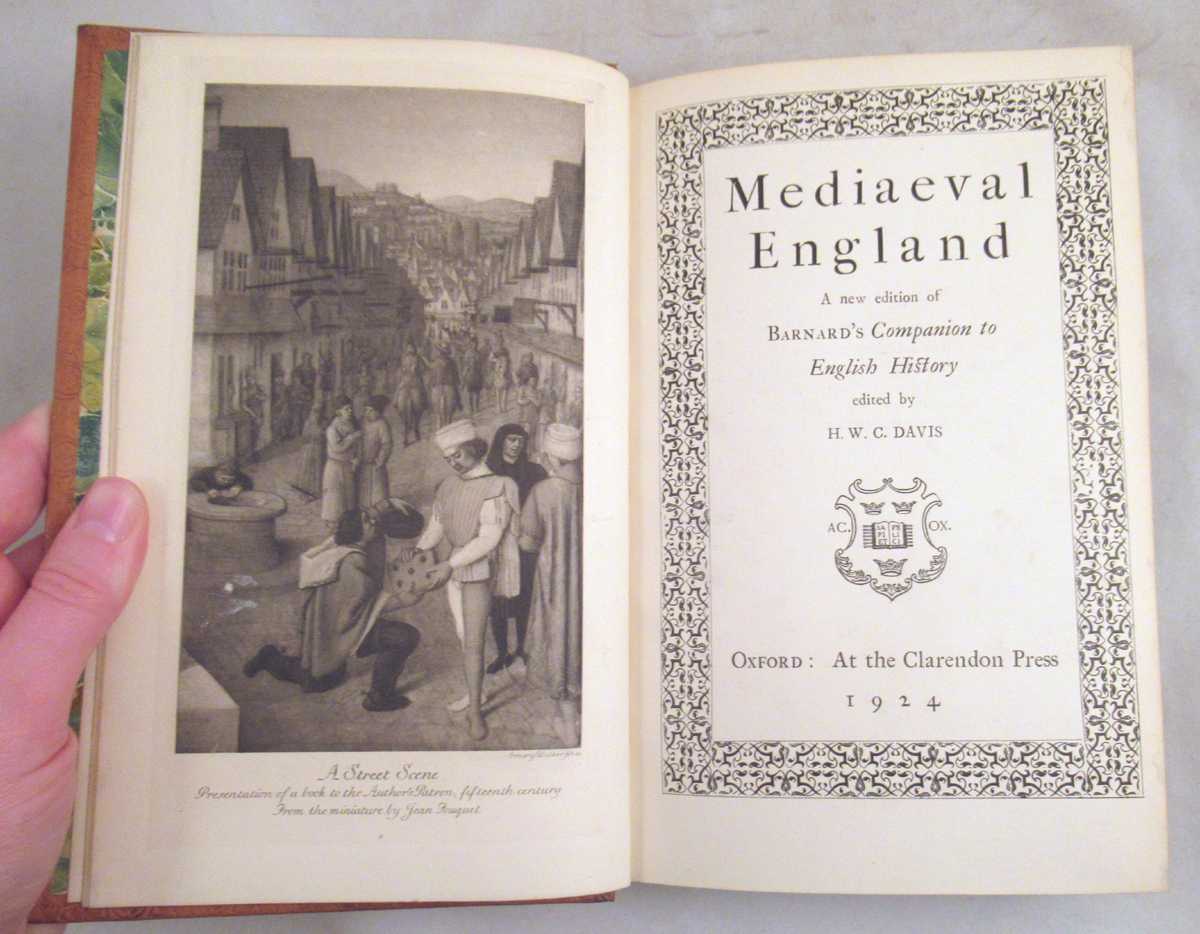 A Street Scene
Presentation of a book to the Author's Patron, fifteenth century
From the miniature by Jean Fouquet
Mediaeval
England
A new edition of
BARNARD'S Companion to
English History
edited by
H. W. C. DAVIS
AC. OX.
OXFORD: At the Clarendon Press
1924